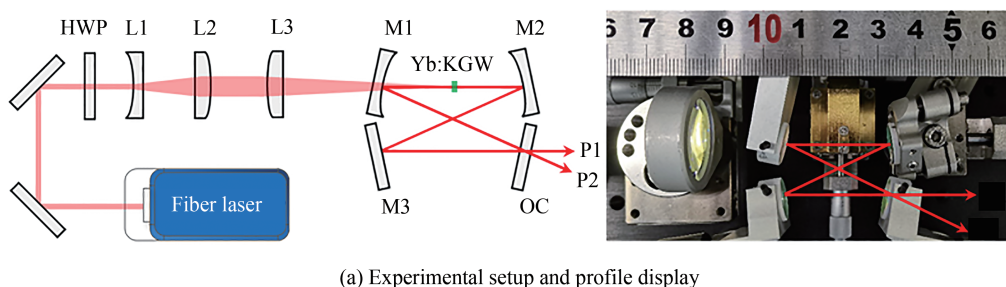 HWP L1 L2 L3 M1 M2
Yb:KGW
P1
P2
Fiber laser
M3 OC
6 7 8 9 10 1 2 3 4 5 6
(a) Experimental setup and profile display